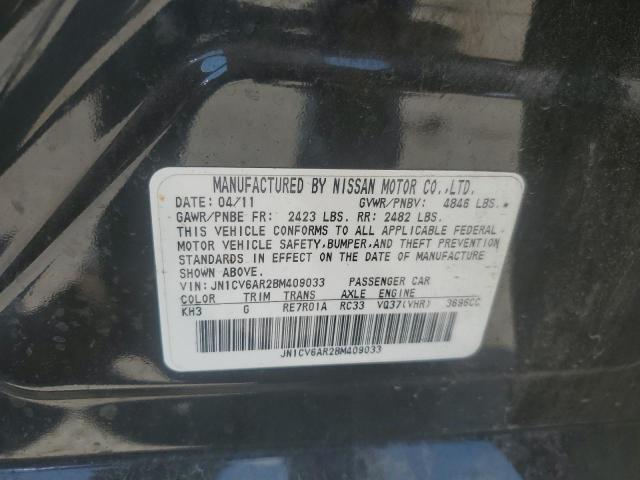 MANUFACTURED BY NISSAN MOTOR CO.,LTD.
DATE: 04/11 GVWR/PNBV: 4846 LBS.
GAWR/PNBE FR: 2423 LBS. RR: 2482 LBS.
THIS VEHICLE CONFORMS TO ALL APPLICABLE FEDERAL
MOTOR VEHICLE SAFETY,BUMPER,AND THEFT PREVENTION
STANDARDS IN EFFECT ON THE DATE OF MANUFACTURE
SHOWN ABOVE.
VIN: JN1CV6AR2BM409033 PASSENGER CAR
COLOR TRIM TRANS AXLE ENGINE
KH3 G RE7R01A RC33 VQ37(VHR) 3696CC
JN1CV6AR2BM409033